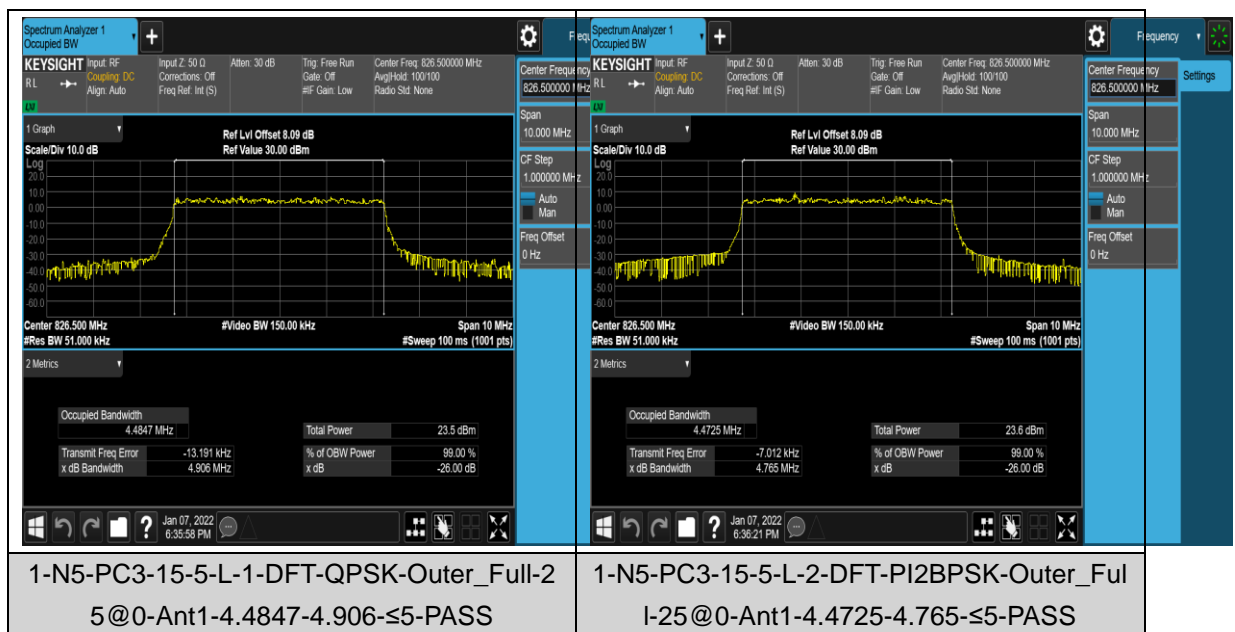 Spectrum Analyzer 1
Occupied BW
+
KEYSIGHT
R L
LXI
Input: RF
Coupling: DC
Align: Auto
Input Z: 50 Ω
Corrections: Off
Freq Ref: Int (S)
Atten: 30 dB
Trig: Free Run
Gate: Off
#IF Gain: Low
Center Freq: 826.500000 MHz
Avg|Hold: 100/100
Radio Std: None
Center Frequency
826.500000 MHz
Span
10.000 MHz
CF Step
1.000000 MHz
Auto
Man
Freq Offset
0 Hz
1 Graph
Scale/Div 10.0 dB
Ref Lvl Offset 8.09 dB
Ref Value 30.00 dBm
Log
20.0
10.0
0.00
-10.0
-20.0
-30.0
-40.0
-50.0
-60.0
Center 826.500 MHz
#Video BW 150.00 kHz
Span 10 MHz
#Res BW 51.000 kHz
#Sweep 100 ms (1001 pts)
2 Metrics
Occupied Bandwidth
4.4847 MHz
Total Power 23.5 dBm
Transmit Freq Error -13.191 kHz
% of OBW Power 99.00 %
x dB Bandwidth 4.906 MHz
x dB -26.00 dB
?
Jan 07, 2022
6:35:58 PM
Spectrum Analyzer 1
Occupied BW
+
Frequency
KEYSIGHT
R L
LXI
Input: RF
Coupling: DC
Align: Auto
Input Z: 50 Ω
Corrections: Off
Freq Ref: Int (S)
Atten: 30 dB
Trig: Free Run
Gate: Off
#IF Gain: Low
Center Freq: 826.500000 MHz
Avg|Hold: 100/100
Radio Std: None
Center Frequency
826.500000 MHz
Settings
Span
10.000 MHz
CF Step
1.000000 MHz
Auto
Man
Freq Offset
0 Hz
1 Graph
Scale/Div 10.0 dB
Ref Lvl Offset 8.09 dB
Ref Value 30.00 dBm
Log
20.0
10.0
0.00
-10.0
-20.0
-30.0
-40.0
-50.0
-60.0
Center 826.500 MHz
#Video BW 150.00 kHz
Span 10 MHz
#Res BW 51.000 kHz
#Sweep 100 ms (1001 pts)
2 Metrics
Occupied Bandwidth
4.4725 MHz
Total Power 23.6 dBm
Transmit Freq Error -7.012 kHz
% of OBW Power 99.00 %
x dB Bandwidth 4.765 MHz
x dB -26.00 dB
?
Jan 07, 2022
6:36:21 PM
1-N5-PC3-15-5-L-1-DFT-QPSK-Outer_Full-2
5@0-Ant1-4.4847-4.906-≤5-PASS
1-N5-PC3-15-5-L-2-DFT-PI2BPSK-Outer_Ful
l-25@0-Ant1-4.4725-4.765-≤5-PASS